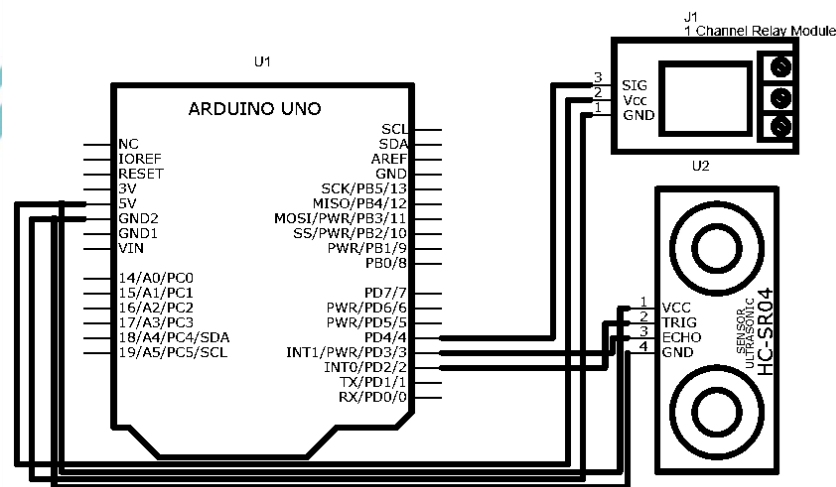 J1
1 Channel Relay Module
3 SIG
2 Vcc
1 GND
U1
ARDUINO UNO
NC
IOREF
RESET
3V
5V
GND2
GND1
VIN
14/A0/PC0
15/A1/PC1
16/A2/PC2
17/A3/PC3
18/A4/PC4/SDA
19/A5/PC5/SCL
SCL
SDA
AREF
GND
SCK/PB5/13
MISO/PB4/12
MOSI/PWR/PB3/11
SS/PWR/PB2/10
PWR/PB1/9
PB0/8
PD7/7
PWR/PD6/6
PWR/PD5/5
PD4/4
INT1/PWR/PD3/3
INT0/PD2/2
TX/PD1/1
RX/PD0/0
U2
1 VCC
2 TRIG
3 ECHO
4 GND
SENSOR
ULTRASONIC
HC-SR04